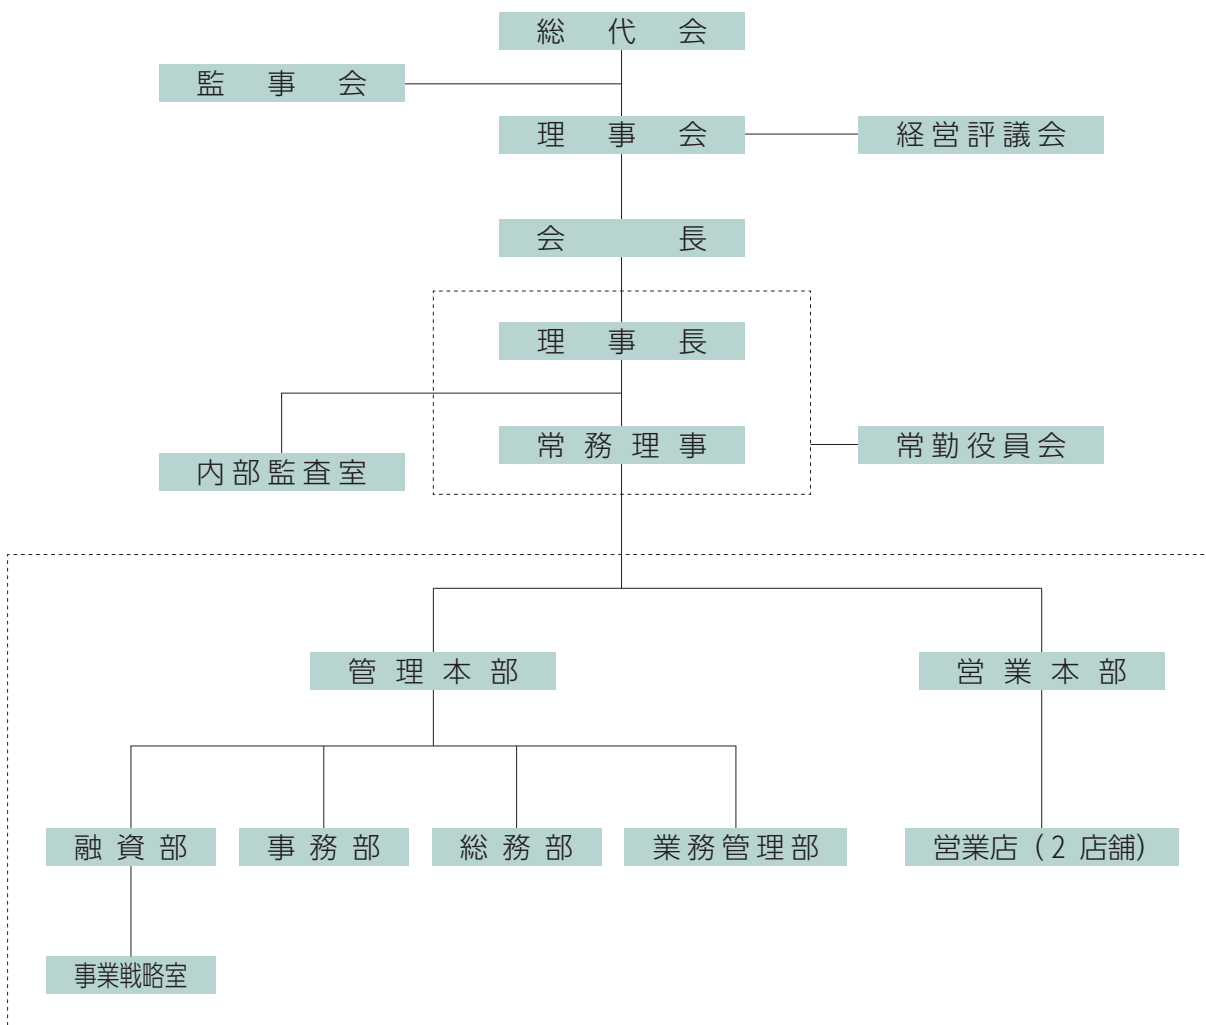 総代会
監事会
理事会
経営評議会
会長
理事長
常務理事
常勤役員会
内部監査室
管理本部
営業本部
融資部
事務部
総務部
業務管理部
営業店（2 店舗）
事業戦略室